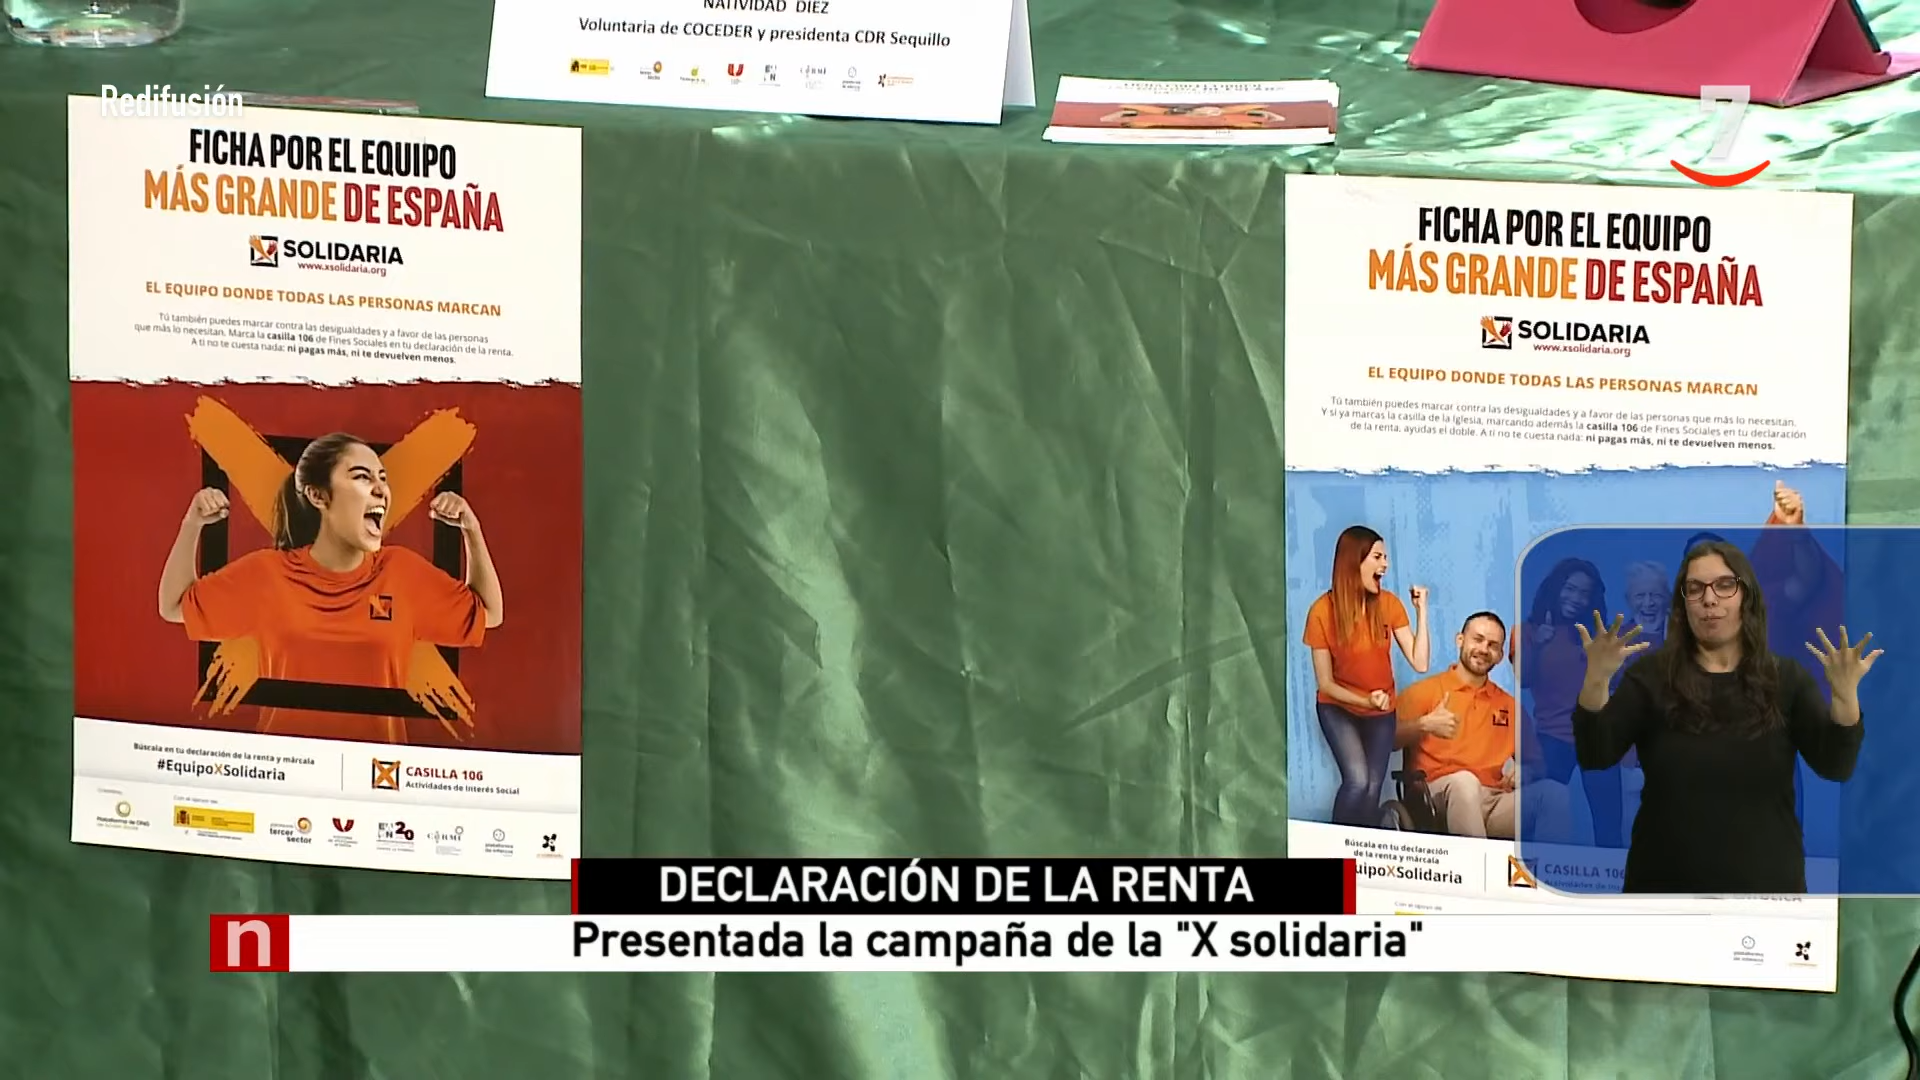 NATIVIDAD DIEZ
Voluntaria de COCEDER y presidenta CDR Sequillo
Redifusión
7
FICHA POR EL EQUIPO
MÁS GRANDE DE ESPAÑA
SOLIDARIA
www.xsolidaria.org
EL EQUIPO DONDE TODAS LAS PERSONAS MARCAN
Tú también puedes marcar contra las desigualdades y a favor de las personas
que más lo necesitan. Marca la casilla 106 de Fines Sociales en tu declaración de la renta.
A ti no te cuesta nada: ni pagas más, ni te devuelven menos.
Búscala en tu declaración de la renta y márcala
#EquipoXSolidaria
CASILLA 106
Actividades de Interés Social
tercer
sector
FICHA POR EL EQUIPO
MÁS GRANDE DE ESPAÑA
SOLIDARIA
www.xsolidaria.org
EL EQUIPO DONDE TODAS LAS PERSONAS MARCAN
Tú también puedes marcar contra las desigualdades y a favor de las personas que más lo necesitan.
Y si ya marcas la casilla de la Iglesia, marcando además la casilla 106 de Fines Sociales en tu declaración
de la renta, ayudas el doble. A ti no te cuesta nada: ni pagas más, ni te devuelven menos.
Búscala en tu declaración
de la renta y márcala
uipoXSolidaria
CASILLA 106
DECLARACIÓN DE LA RENTA
n
Presentada la campaña de la "X solidaria"